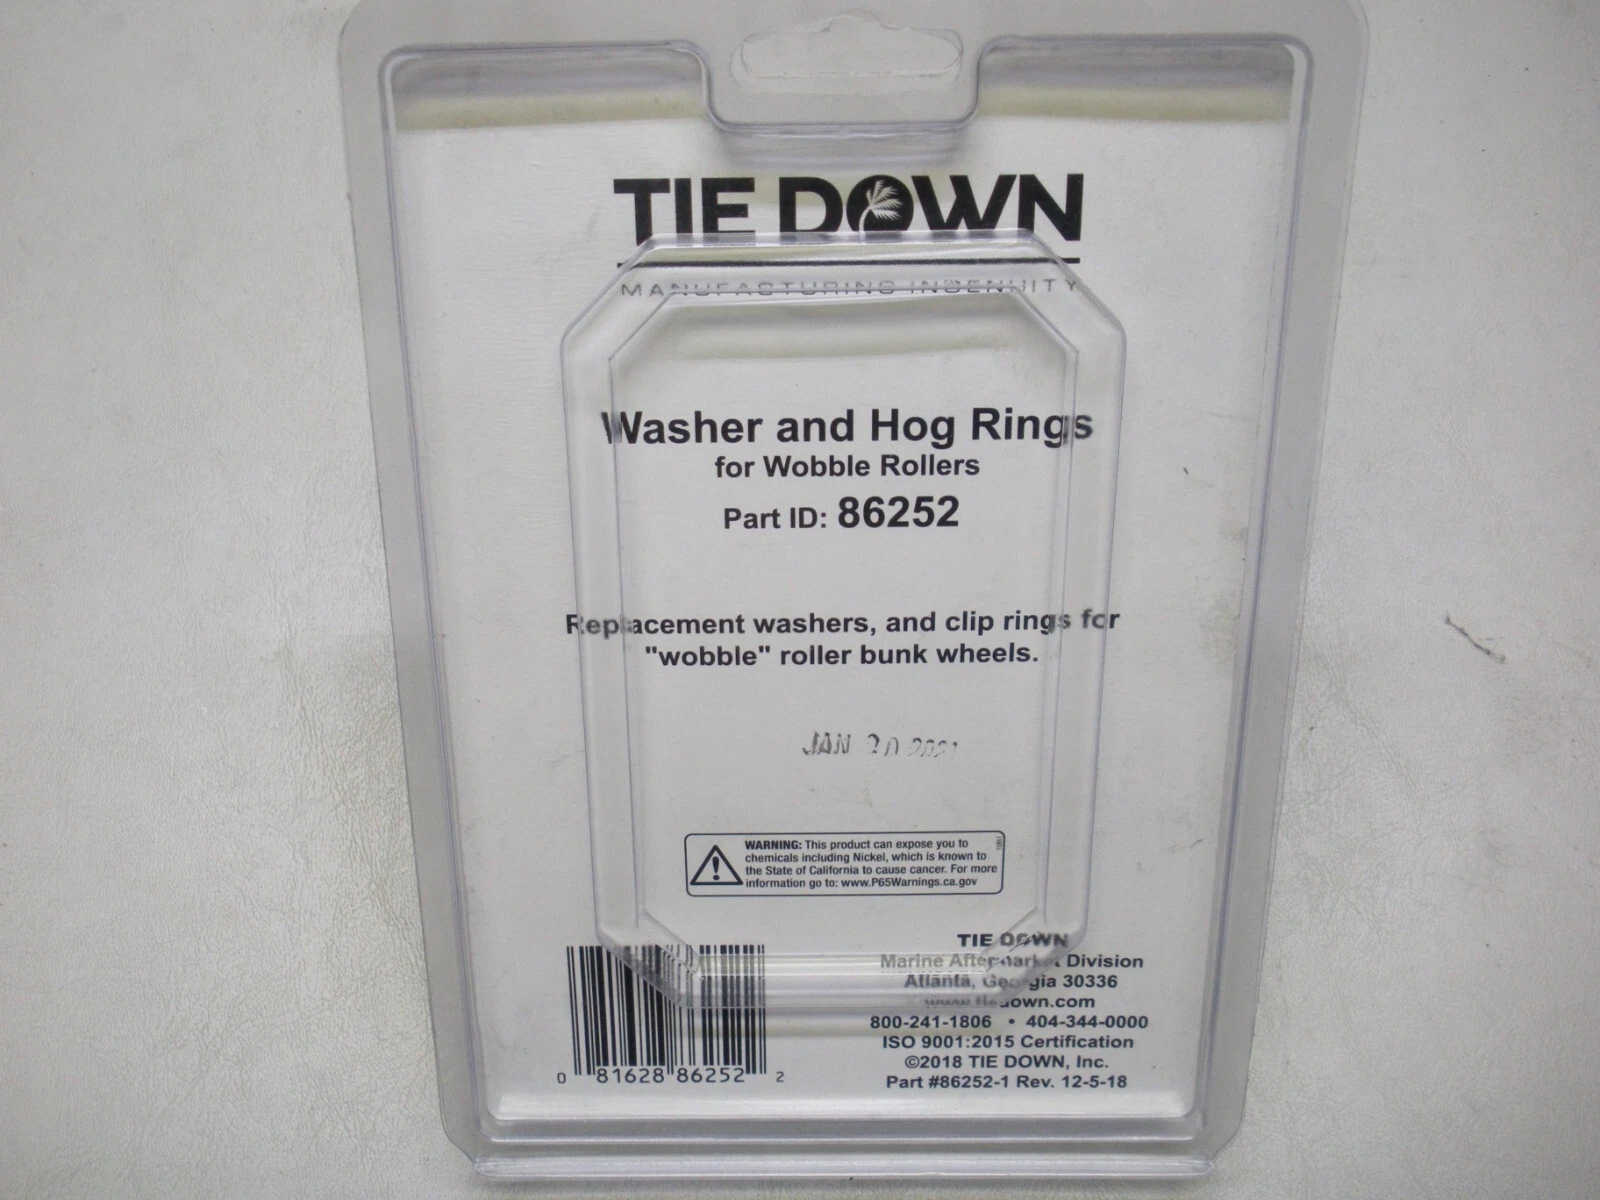 TIE DOWN
MANUFACTURING INGENUITY
Washer and Hog Rings
for Wobble Rollers
Part ID: 86252
Replacement washers, and clip rings for
"wobble" roller bunk wheels.
JAN 20 2021
WARNING: This product can expose you to
chemicals including Nickel, which is known to
the State of California to cause cancer. For more
information go to: www.P65Warnings.ca.gov
TIE DOWN
Marine Aftermarket Division
Atlanta, Georgia 30336
www.tiedown.com
800-241-1806 • 404-344-0000
ISO 9001:2015 Certification
©2018 TIE DOWN, Inc.
Part #86252-1 Rev. 12-5-18
0 81628 86252 2